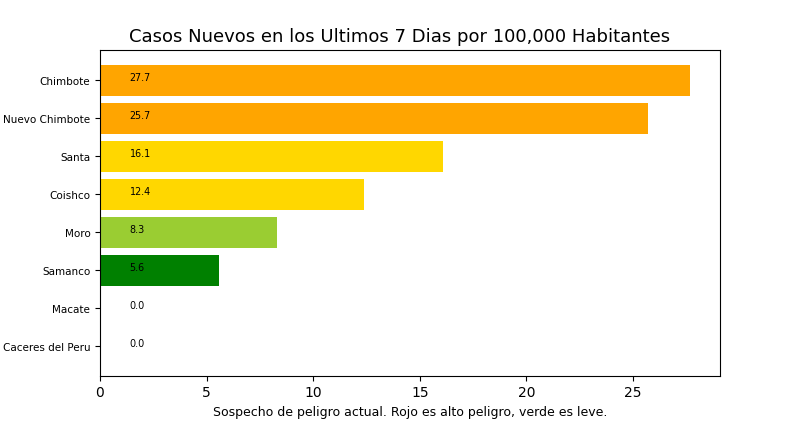 Casos Nuevos en los Ultimos 7 Dias por 100,000 Habitantes
Chimbote 27.7
Nuevo Chimbote 25.7
Santa 16.1
Coishco 12.4
Moro 8.3
Samanco 5.6
Macate 0.0
Caceres del Peru 0.0
0 5 10 15 20 25
Sospecho de peligro actual. Rojo es alto peligro, verde es leve.